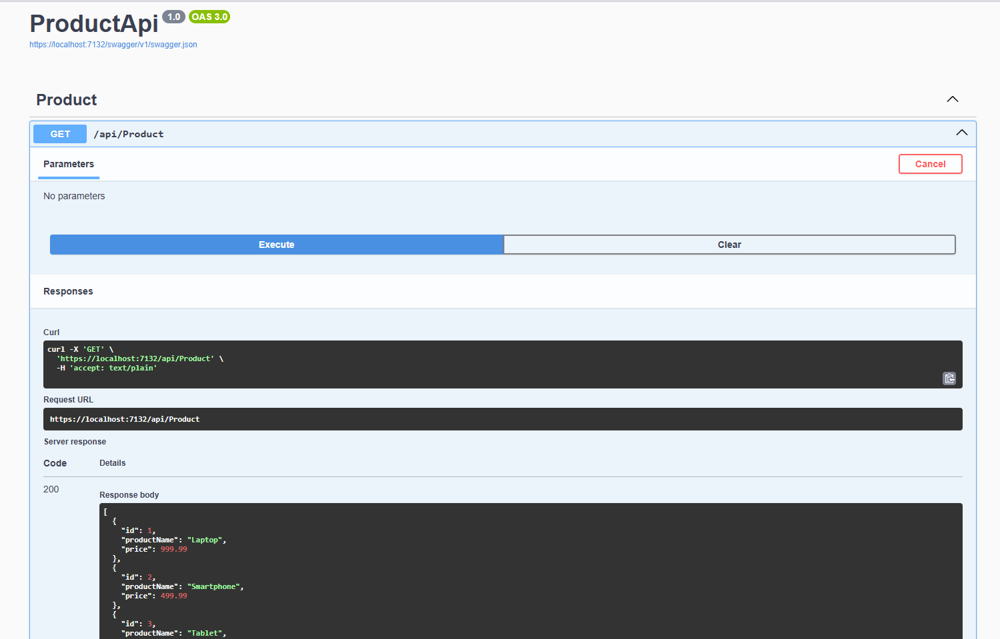 ProductApi 1.0 OAS 3.0
https://localhost:7132/swagger/v1/swagger.json
Product
GET /api/Product
Parameters Cancel
No parameters
Execute Clear
Responses
Curl
curl -X 'GET' \
  'https://localhost:7132/api/Product' \
  -H 'accept: text/plain'
Request URL
https://localhost:7132/api/Product
Server response
Code Details
200
Response body
[
  {
    "id": 1,
    "productName": "Laptop",
    "price": 999.99
  },
  {
    "id": 2,
    "productName": "Smartphone",
    "price": 499.99
  },
  {
    "id": 3,
    "productName": "Tablet",